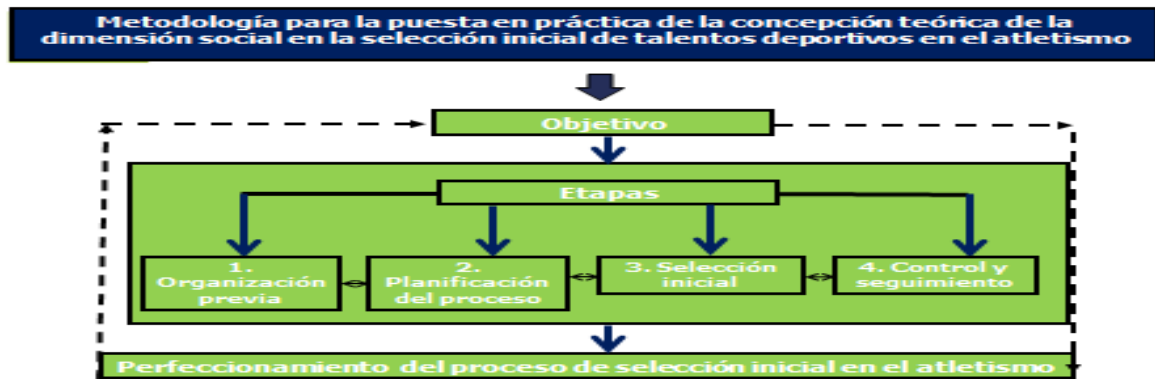 Metodología para la puesta en práctica de la concepción teórica de la
dimensión social en la selección inicial de talentos deportivos en el atletismo
Objetivo
Etapas
1.
Organización
previa
2.
Planificación
del proceso
3. Selección
inicial
4. Control y
seguimiento
Perfeccionamiento del proceso de selección inicial en el atletismo